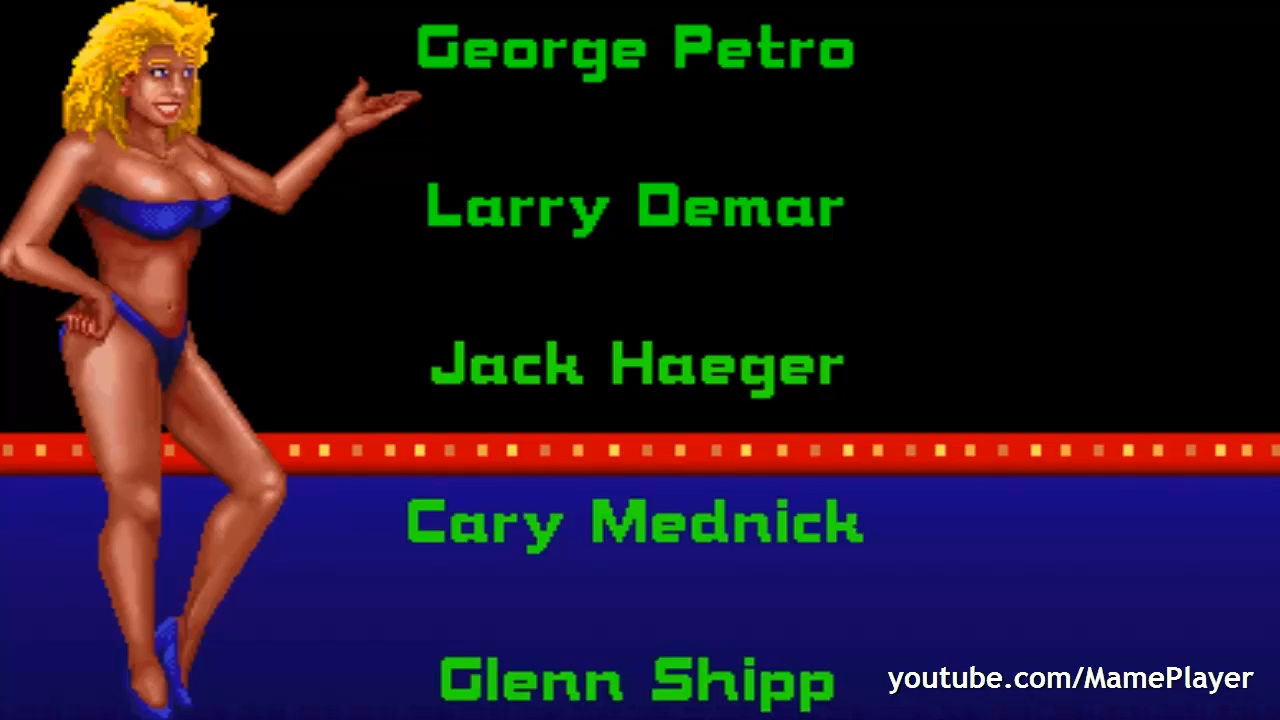 George Petro
Larry Demar
Jack Haeger
Cary Mednick
Glenn Shipp
youtube.com/MamePlayer